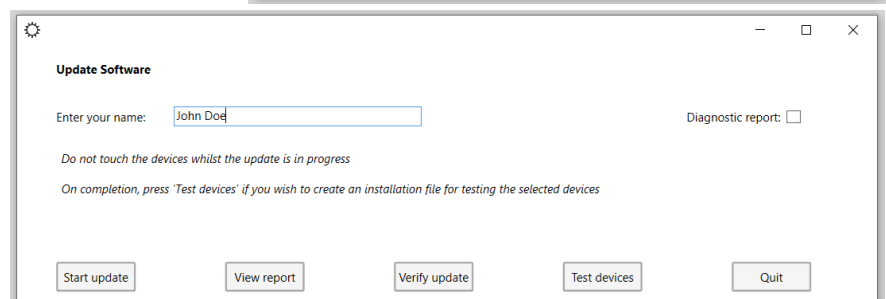 Update Software
Enter your name: John Doe Diagnostic report:
Do not touch the devices whilst the update is in progress
On completion, press 'Test devices' if you wish to create an installation file for testing the selected devices
Start update View report Verify update Test devices Quit